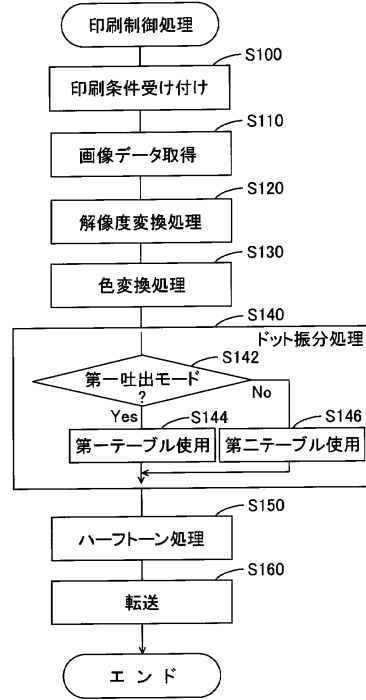 印刷制御処理
S100
印刷条件受け付け
S110
画像データ取得
S120
解像度変換処理
S130
色変換処理
S140
ドット振分処理
S142
第一吐出モード
?
No
Yes
S144
S146
第一テーブル使用
第二テーブル使用
S150
ハーフトーン処理
S160
転送
エンド